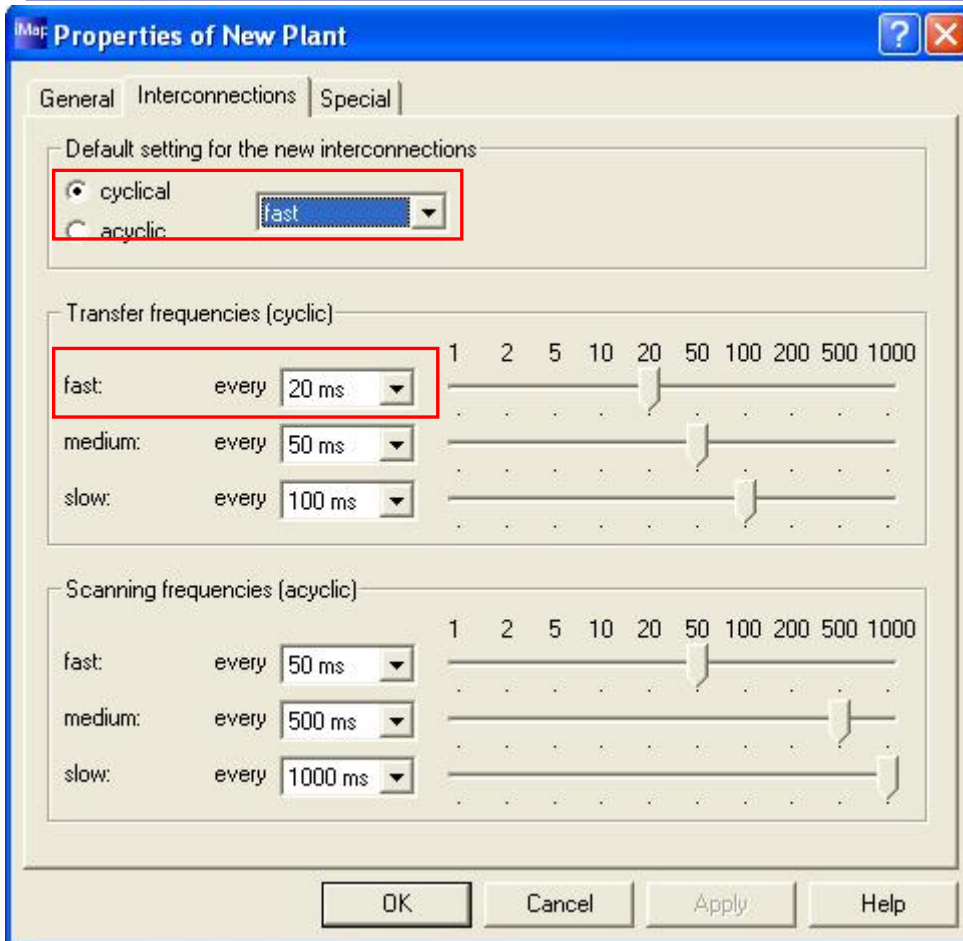 iMap Properties of New Plant ?
General Interconnections Special
Default setting for the new interconnections
cyclical
fast
acyclic
Transfer frequencies (cyclic)
1 2 5 10 20 50 100 200 500 1000
fast: every 20 ms
medium: every 50 ms
slow: every 100 ms
Scanning frequencies (acyclic)
1 2 5 10 20 50 100 200 500 1000
fast: every 50 ms
medium: every 500 ms
slow: every 1000 ms
OK Cancel Apply Help